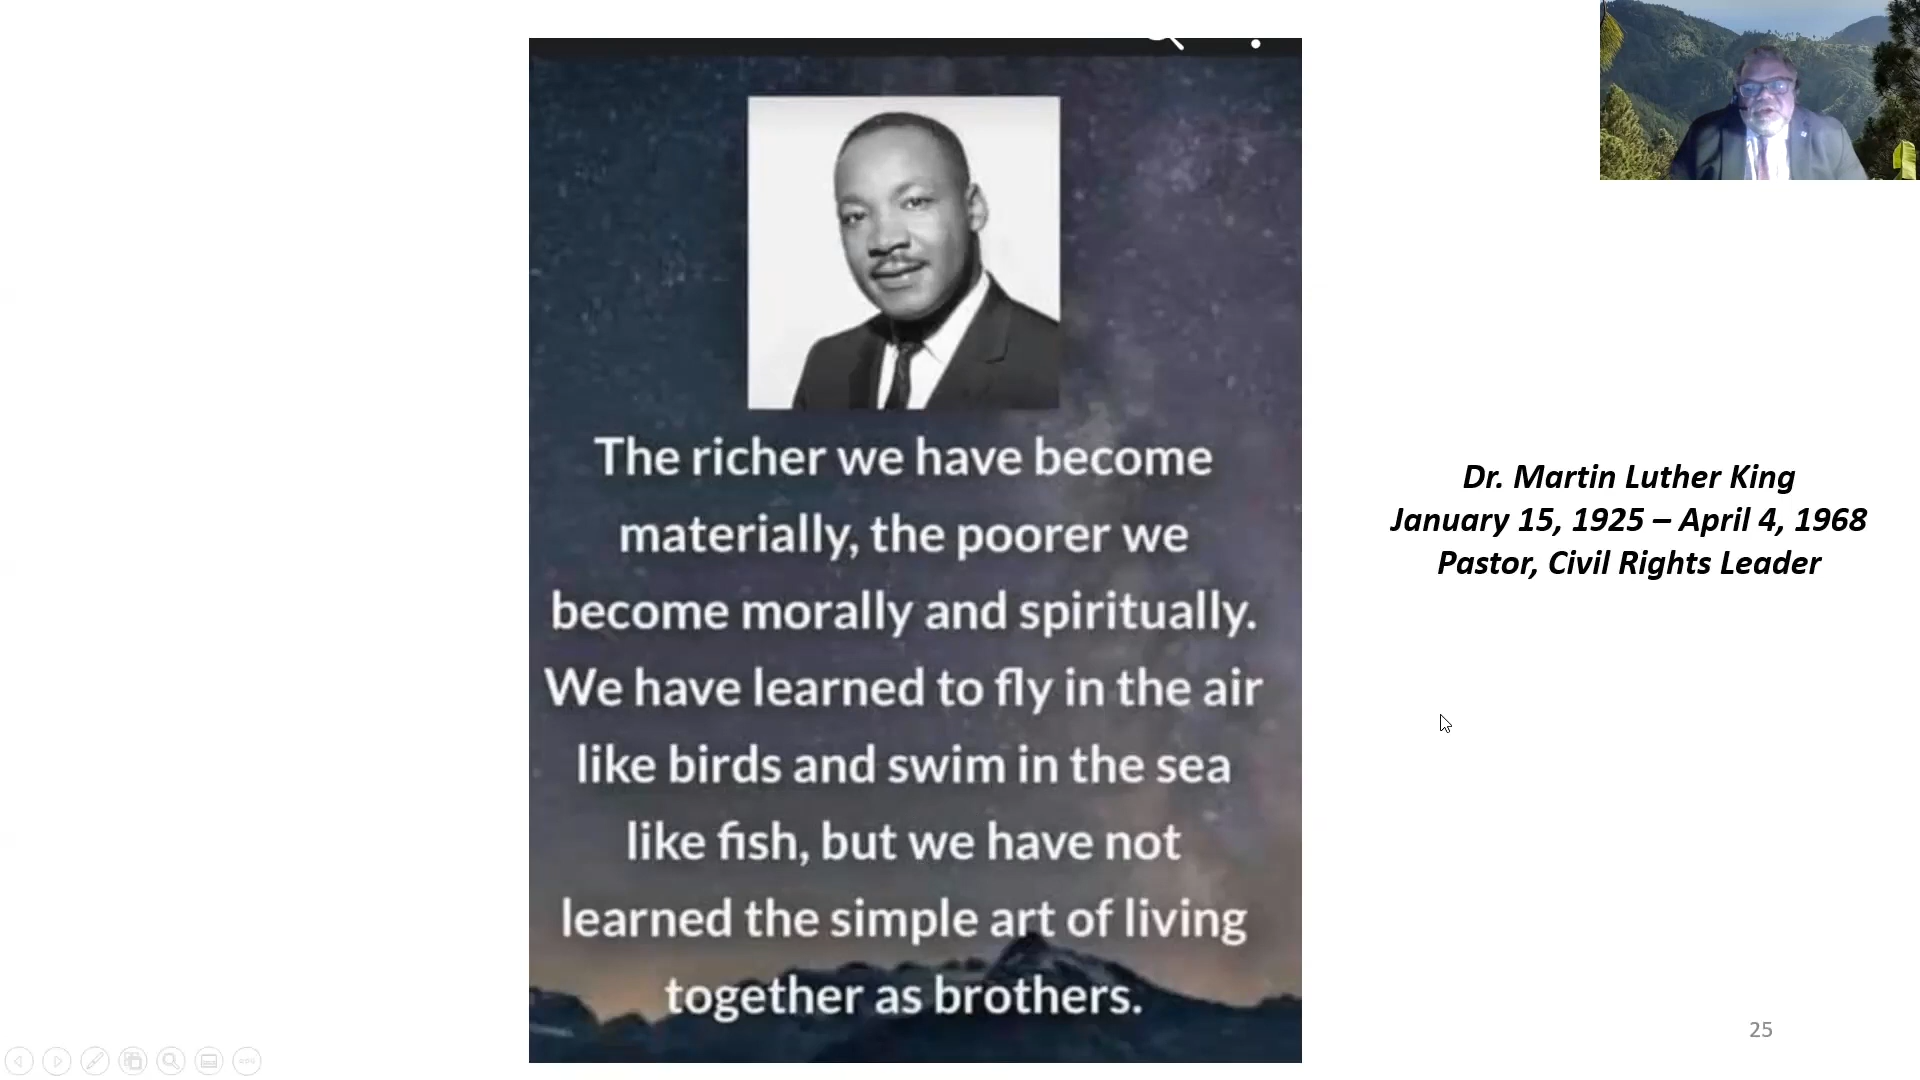 The richer we have become
materially, the poorer we
become morally and spiritually.
We have learned to fly in the air
like birds and swim in the sea
like fish, but we have not
learned the simple art of living
together as brothers.
Dr. Martin Luther King
January 15, 1925 – April 4, 1968
Pastor, Civil Rights Leader
25